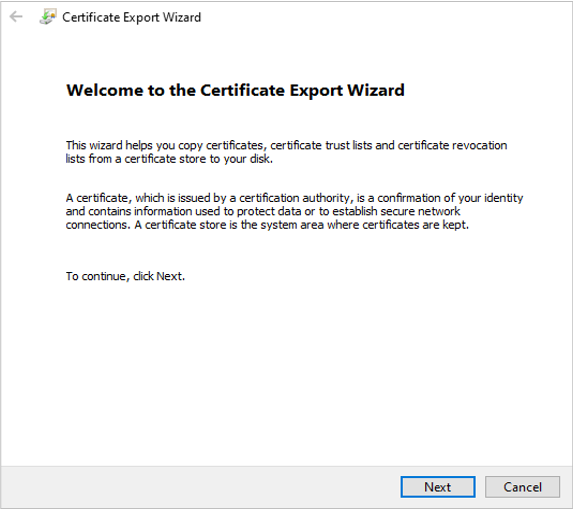 Certificate Export Wizard
Welcome to the Certificate Export Wizard
This wizard helps you copy certificates, certificate trust lists and certificate revocation
lists from a certificate store to your disk.
A certificate, which is issued by a certification authority, is a confirmation of your identity
and contains information used to protect data or to establish secure network
connections. A certificate store is the system area where certificates are kept.
To continue, click Next.
Next
Cancel